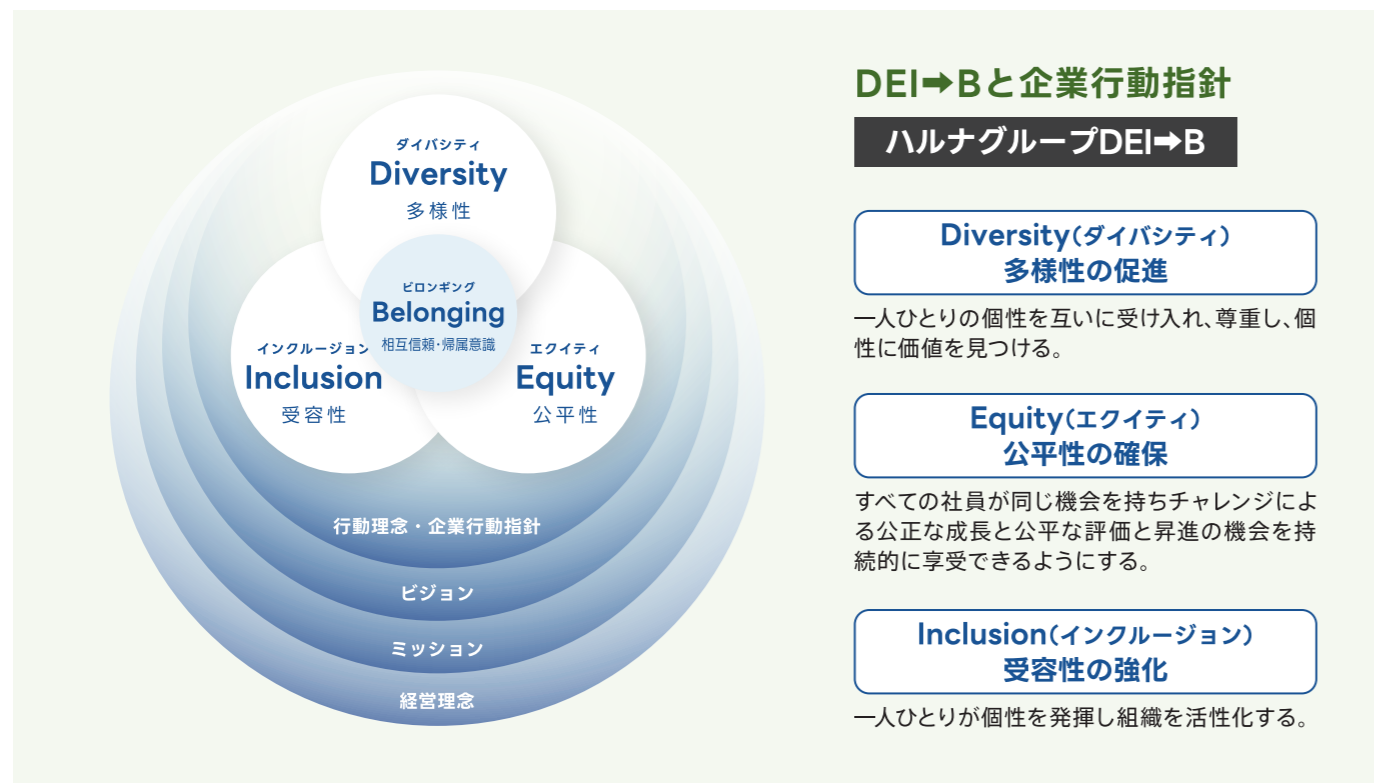 ダイバシティ
Diversity
多様性
ビロンギング
Belonging
相互信頼・帰属意識
インクルージョン
Inclusion
受容性
エクイティ
Equity
公平性
行動理念・企業行動指針
ビジョン
ミッション
経営理念
DEI➡Bと企業行動指針
ハルナグループDEI➡B
Diversity(ダイバシティ)
多様性の促進
一人ひとりの個性を互いに受け入れ、尊重し、個
性に価値を見つける。
Equity(エクイティ)
公平性の確保
すべての社員が同じ機会を持ちチャレンジによ
る公正な成長と公平な評価と昇進の機会を持
続的に享受できるようにする。
Inclusion(インクルージョン)
受容性の強化
一人ひとりが個性を発揮し組織を活性化する。